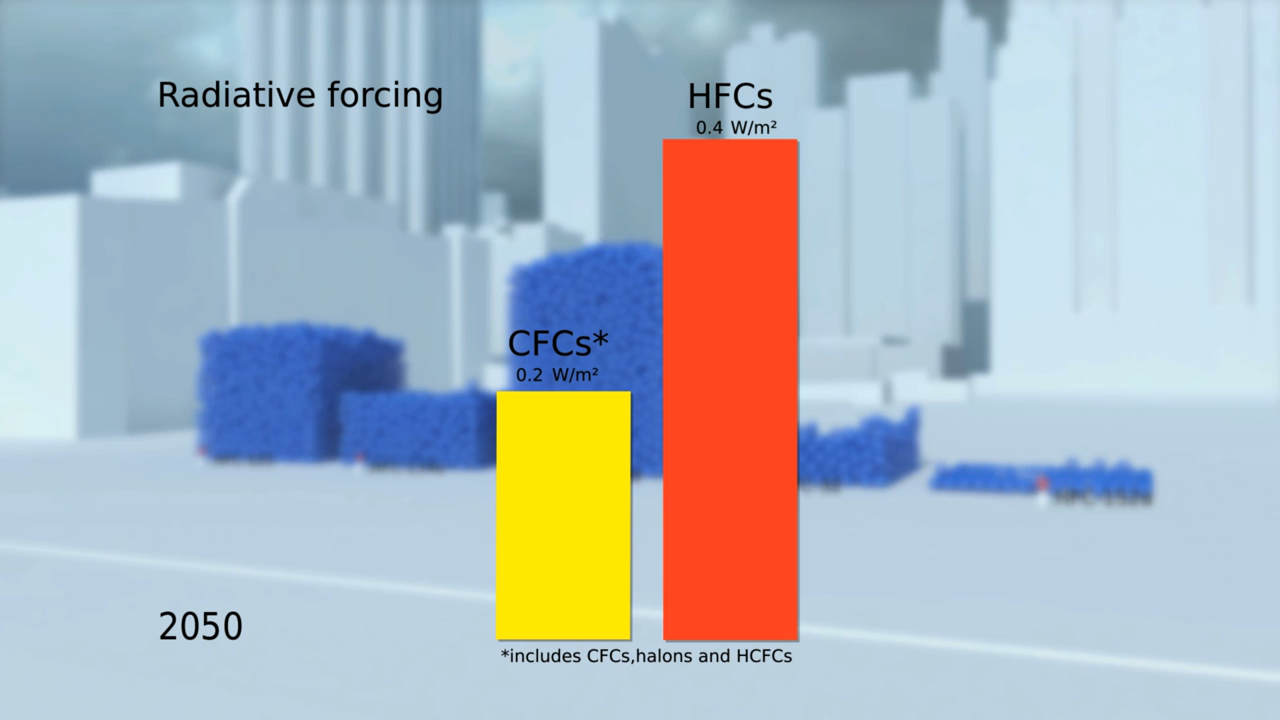 Radiative forcing
HFCs
0.4 W/m²
CFCs*
0.2 W/m²
2050
*includes CFCs,halons and HCFCs